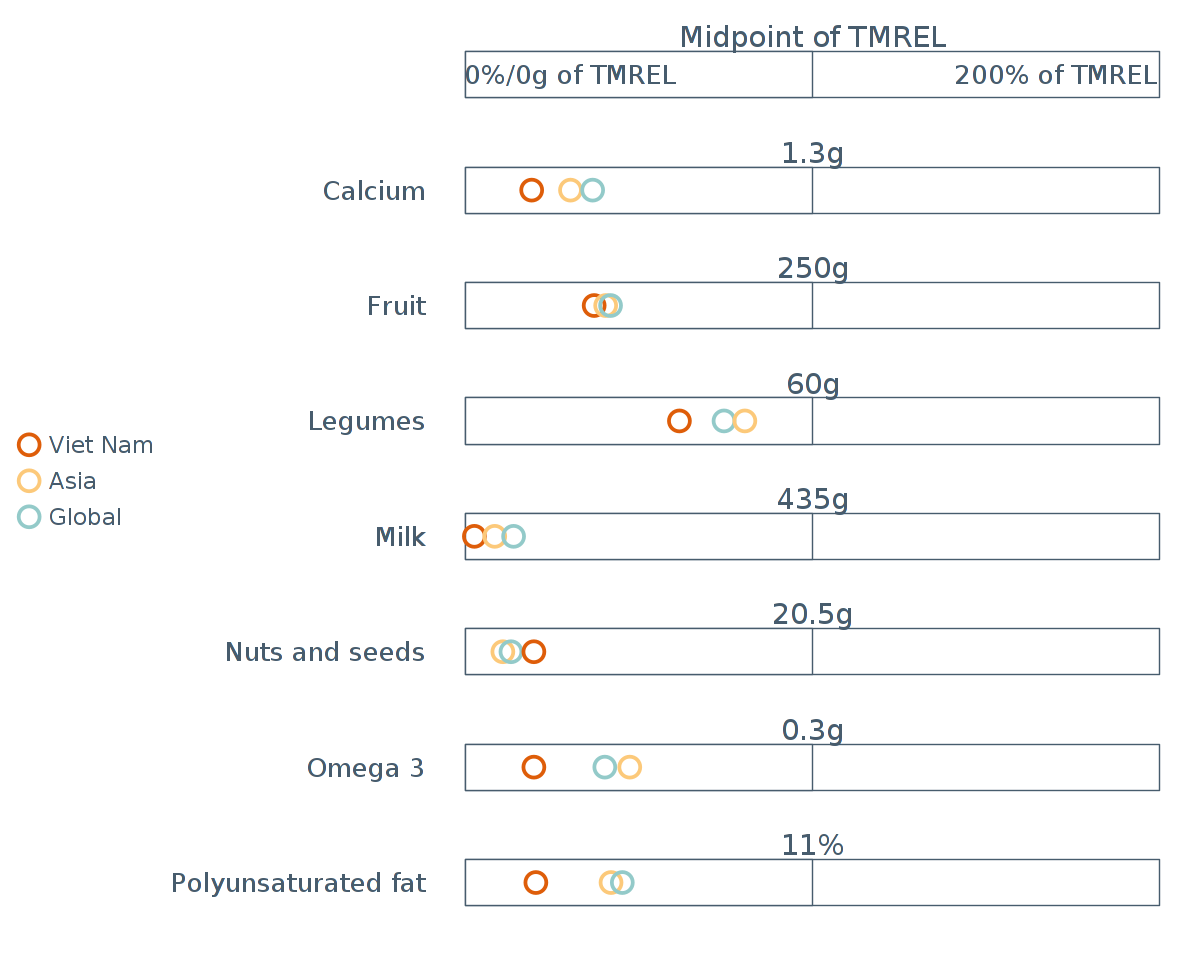 Midpoint of TMREL
0%/0g of TMREL
200% of TMREL
1.3g
Calcium
250g
Fruit
60g
Legumes
Viet Nam
Asia
Global
435g
Milk
20.5g
Nuts and seeds
0.3g
Omega 3
11%
Polyunsaturated fat